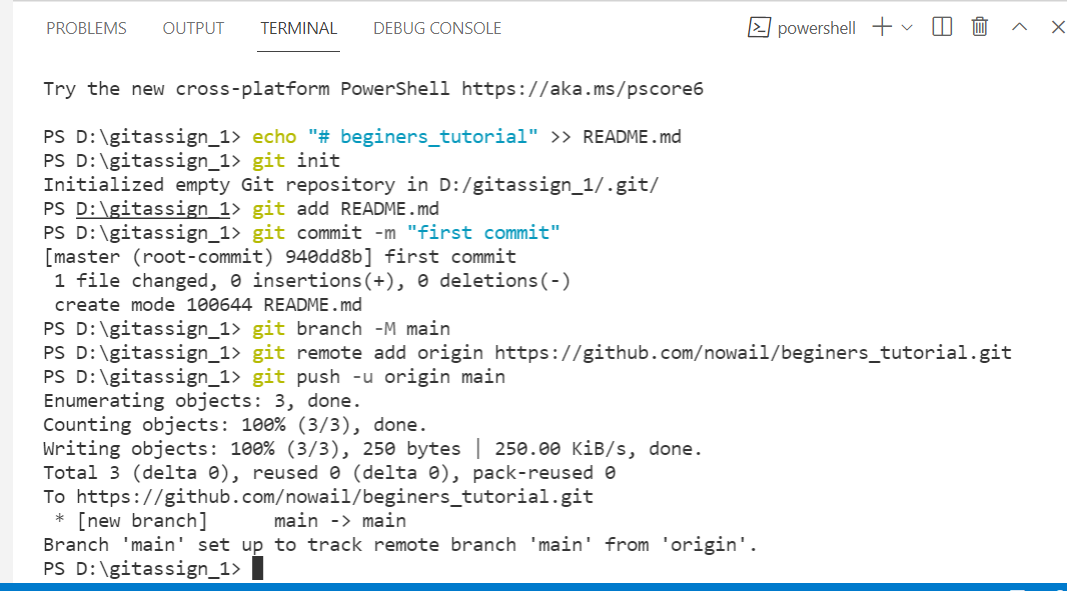 PROBLEMS OUTPUT TERMINAL DEBUG CONSOLE powershell
Try the new cross-platform PowerShell https://aka.ms/pscore6
PS D:\gitassign_1> echo "# beginers_tutorial" >> README.md
PS D:\gitassign_1> git init
Initialized empty Git repository in D:/gitassign_1/.git/
PS D:\gitassign_1> git add README.md
PS D:\gitassign_1> git commit -m "first commit"
[master (root-commit) 940dd8b] first commit
 1 file changed, 0 insertions(+), 0 deletions(-)
 create mode 100644 README.md
PS D:\gitassign_1> git branch -M main
PS D:\gitassign_1> git remote add origin https://github.com/nowail/beginers_tutorial.git
PS D:\gitassign_1> git push -u origin main
Enumerating objects: 3, done.
Counting objects: 100% (3/3), done.
Writing objects: 100% (3/3), 250 bytes | 250.00 KiB/s, done.
Total 3 (delta 0), reused 0 (delta 0), pack-reused 0
To https://github.com/nowail/beginers_tutorial.git
 * [new branch]      main -> main
Branch 'main' set up to track remote branch 'main' from 'origin'.
PS D:\gitassign_1>